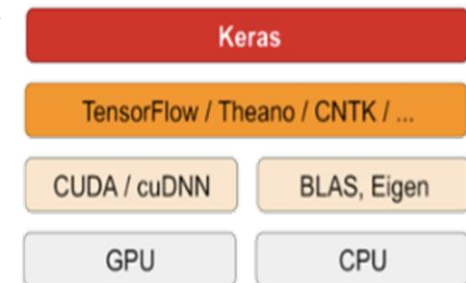 Keras
TensorFlow / Theano / CNTK / ...
CUDA / cuDNN
BLAS, Eigen
GPU
CPU